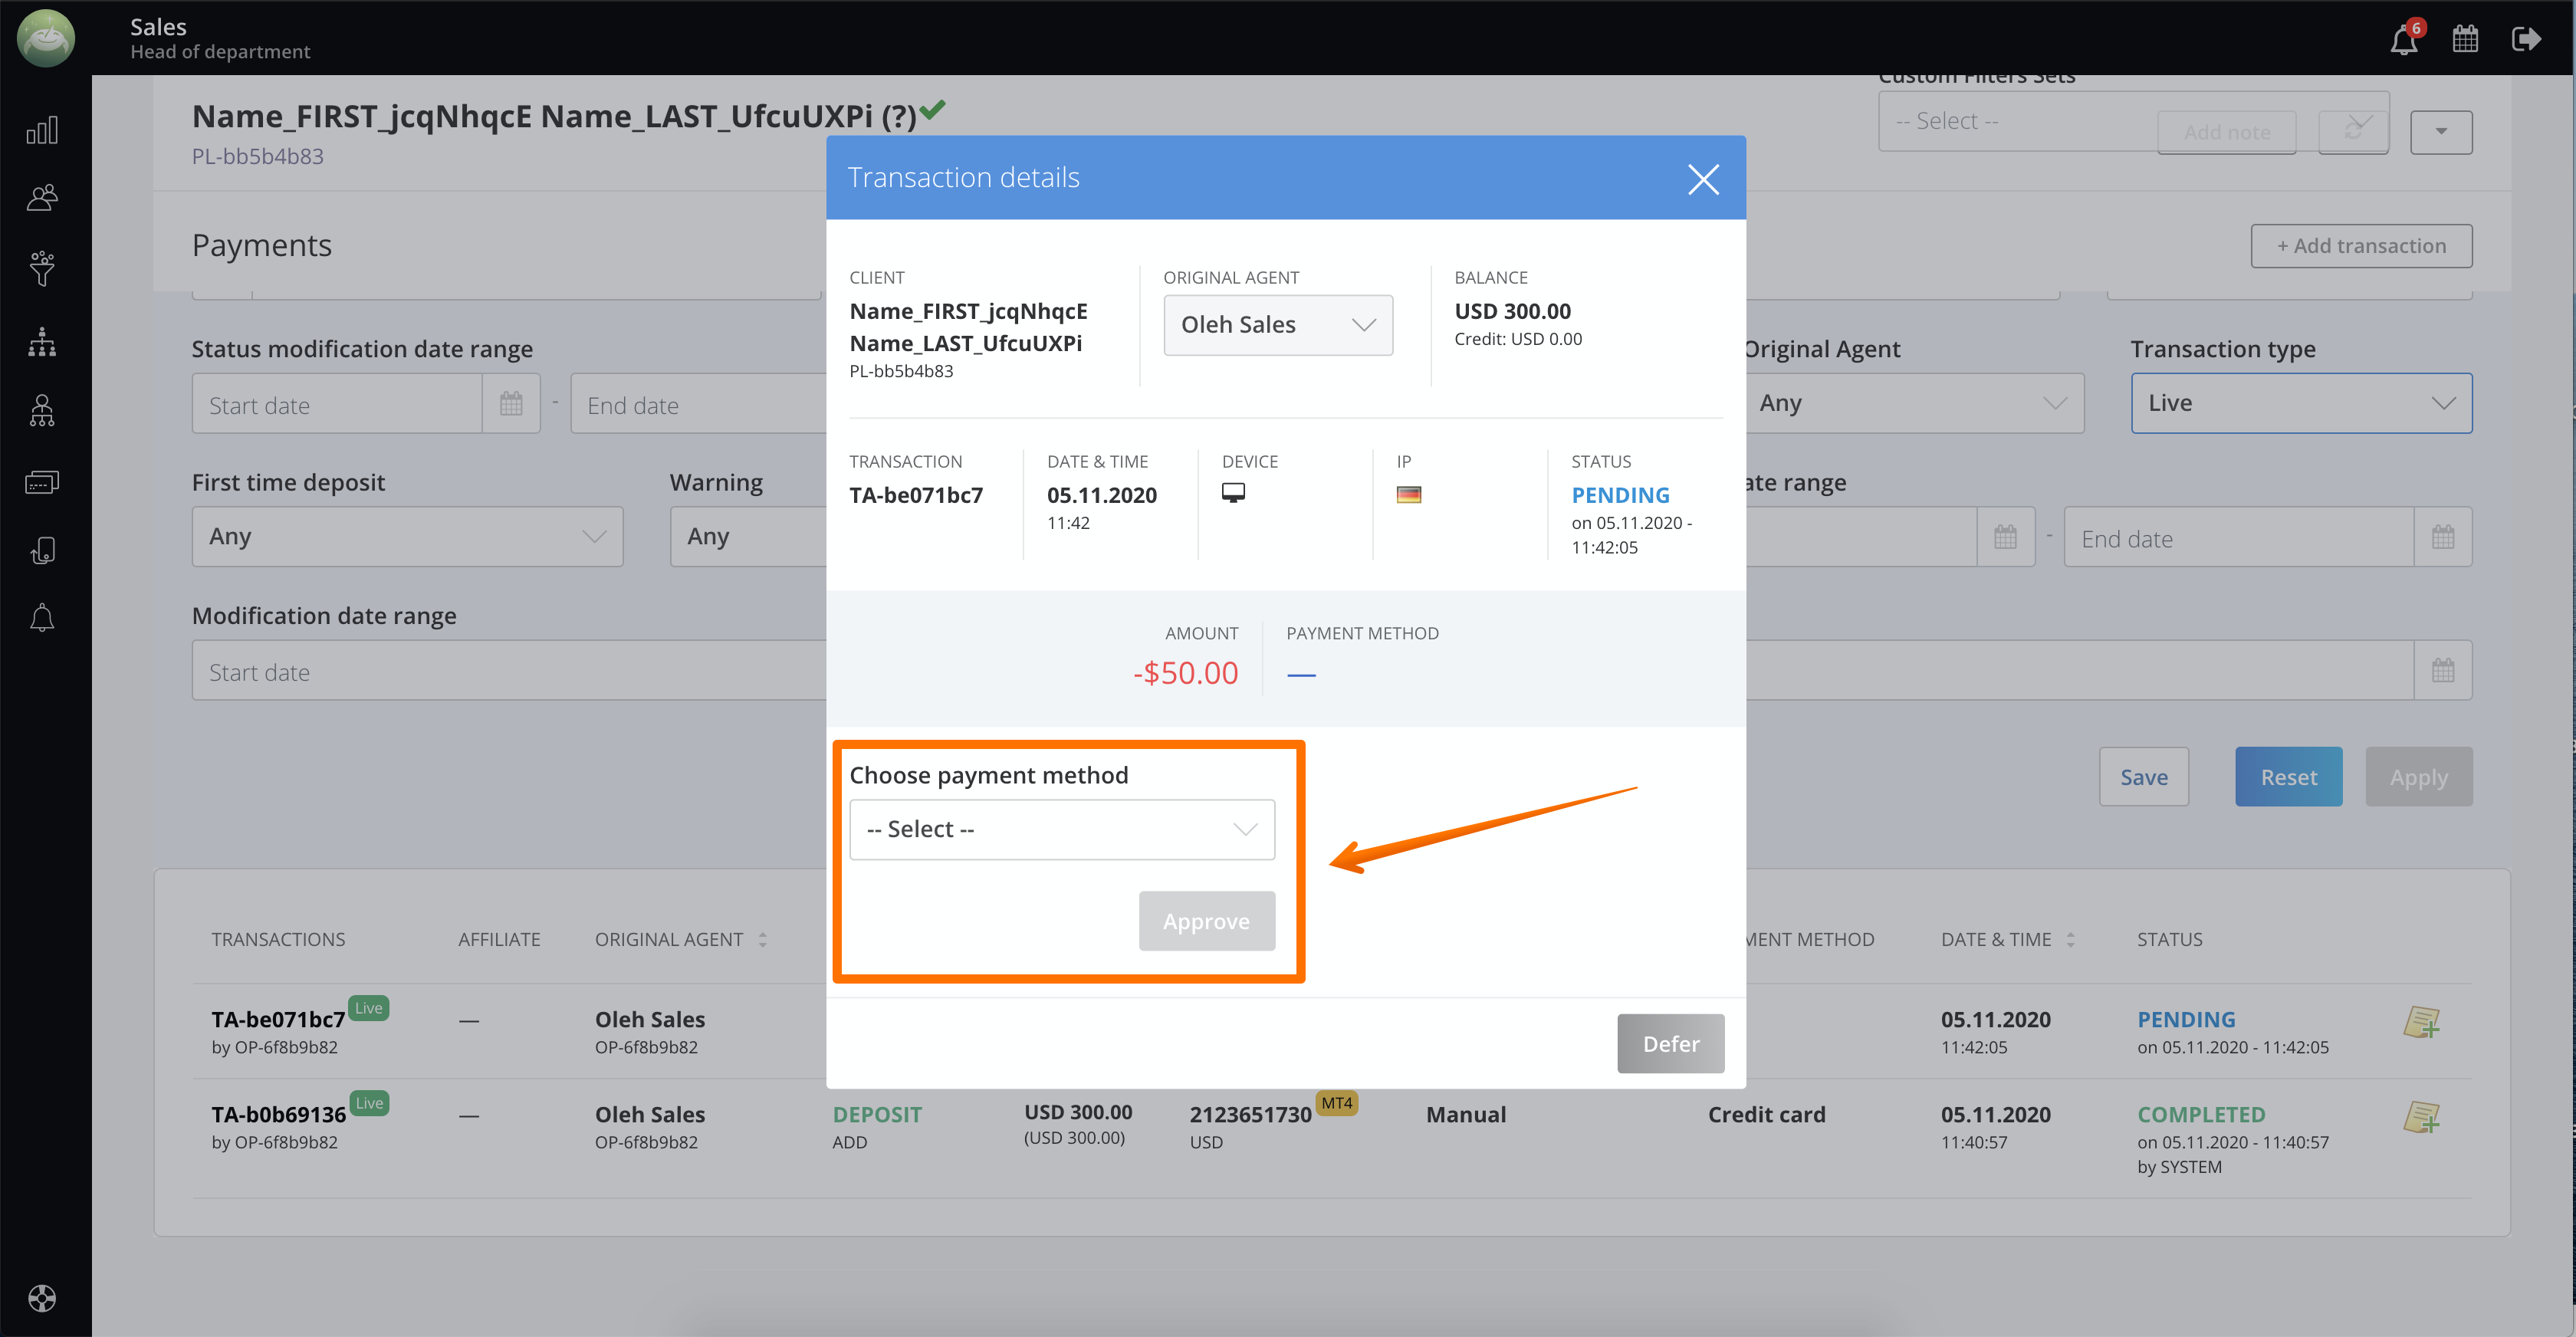 Sales
Head of department
6
Custom Filters Sets
-- Select --
Add note
Name_FIRST_jcqNhqcE Name_LAST_UfcuUXPi (?)
PL-bb5b4b83
Payments
+ Add transaction
Status modification date range
Start date
-
End date
Original Agent
Any
Transaction type
Live
First time deposit
Any
Warning
Any
ate range
-
End date
Modification date range
Start date
Save
Reset
Apply
Transaction details
CLIENT
Name_FIRST_jcqNhqcE
Name_LAST_UfcuUXPi
PL-bb5b4b83
ORIGINAL AGENT
Oleh Sales
BALANCE
USD 300.00
Credit: USD 0.00
TRANSACTION
TA-be071bc7
DATE & TIME
05.11.2020
11:42
DEVICE
IP
STATUS
PENDING
on 05.11.2020 -
11:42:05
AMOUNT
-$50.00
PAYMENT METHOD
—
Choose payment method
-- Select --
Approve
Defer
TRANSACTIONS AFFILIATE ORIGINAL AGENT MENT METHOD DATE & TIME STATUS
TA-be071bc7 Live — Oleh Sales 05.11.2020 PENDING
by OP-6f8b9b82 OP-6f8b9b82 11:42:05 on 05.11.2020 - 11:42:05
TA-b0b69136 Live — Oleh Sales DEPOSIT USD 300.00 2123651730 MT4 Manual Credit card 05.11.2020 COMPLETED
by OP-6f8b9b82 OP-6f8b9b82 ADD (USD 300.00) USD 11:40:57 on 05.11.2020 - 11:40:57
by SYSTEM